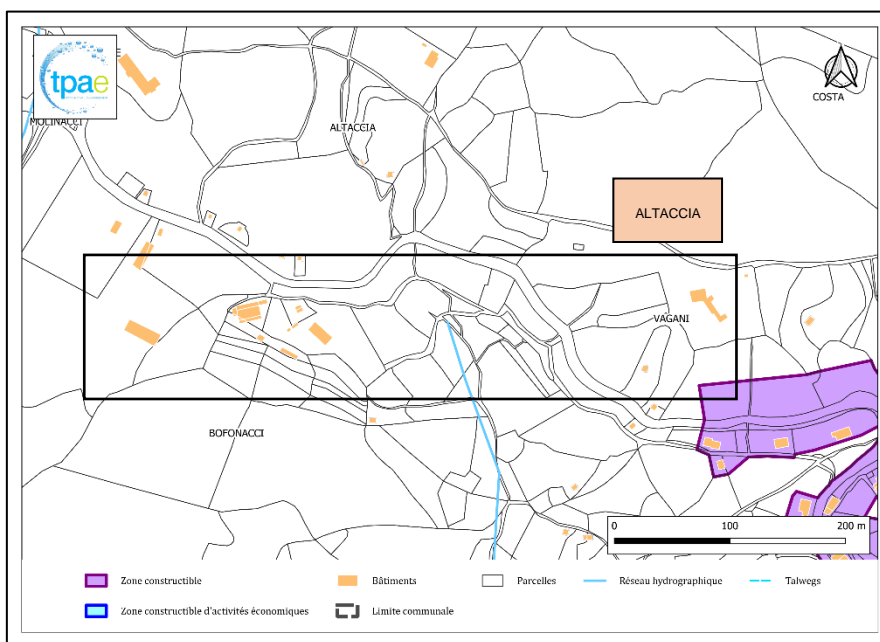 tpae
MOLINACCI
ALTACCIA
COSTA
ALTACCIA
VAGANI
BOFONACCI
0 100 200 m
Zone constructible
Bâtiments
Parcelles
Réseau hydrographique
Talwegs
Zone constructible d'activités économiques
Limite communale